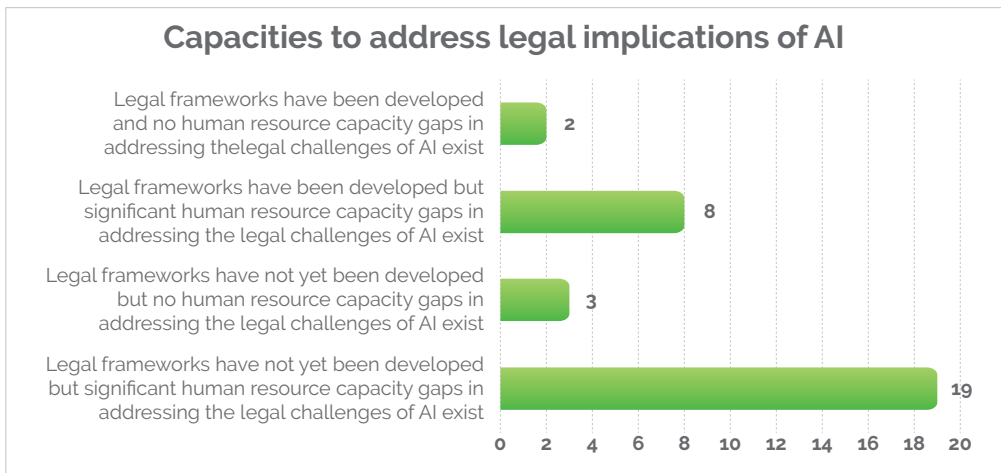 Capacities to address legal implications of AI
Legal frameworks have been developed
and no human resource capacity gaps in
addressing thelegal challenges of AI exist
2
Legal frameworks have been developed but
significant human resource capacity gaps in
addressing the legal challenges of AI exist
8
Legal frameworks have not yet been developed
but no human resource capacity gaps in
addressing the legal challenges of AI exist
3
Legal frameworks have not yet been developed
but significant human resource capacity gaps in
addressing the legal challenges of AI exist
19
0 2 4 6 8 10 12 14 16 18 20